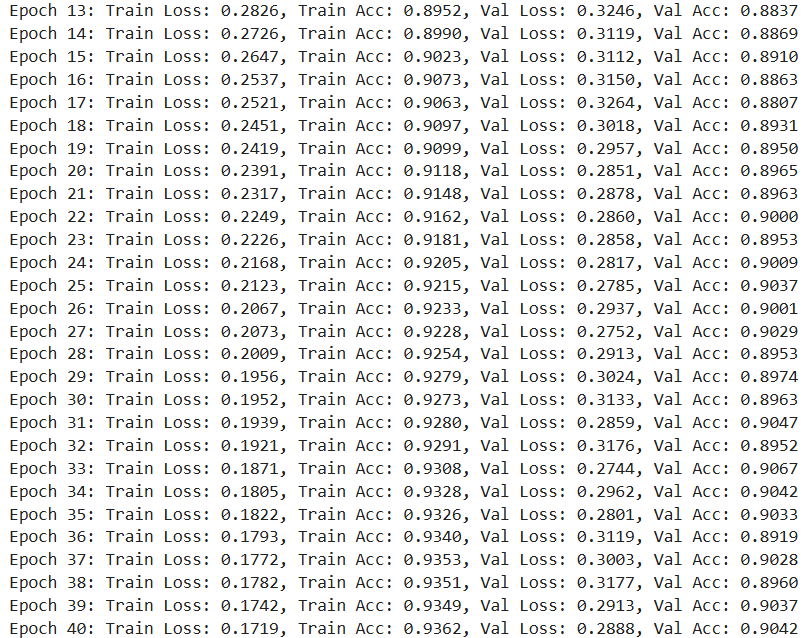 Epoch 13: Train Loss: 0.2826, Train Acc: 0.8952, Val Loss: 0.3246, Val Acc: 0.8837
Epoch 14: Train Loss: 0.2726, Train Acc: 0.8990, Val Loss: 0.3119, Val Acc: 0.8869
Epoch 15: Train Loss: 0.2647, Train Acc: 0.9023, Val Loss: 0.3112, Val Acc: 0.8910
Epoch 16: Train Loss: 0.2537, Train Acc: 0.9073, Val Loss: 0.3150, Val Acc: 0.8863
Epoch 17: Train Loss: 0.2521, Train Acc: 0.9063, Val Loss: 0.3264, Val Acc: 0.8807
Epoch 18: Train Loss: 0.2451, Train Acc: 0.9097, Val Loss: 0.3018, Val Acc: 0.8931
Epoch 19: Train Loss: 0.2419, Train Acc: 0.9099, Val Loss: 0.2957, Val Acc: 0.8950
Epoch 20: Train Loss: 0.2391, Train Acc: 0.9118, Val Loss: 0.2851, Val Acc: 0.8965
Epoch 21: Train Loss: 0.2317, Train Acc: 0.9148, Val Loss: 0.2878, Val Acc: 0.8963
Epoch 22: Train Loss: 0.2249, Train Acc: 0.9162, Val Loss: 0.2860, Val Acc: 0.9000
Epoch 23: Train Loss: 0.2226, Train Acc: 0.9181, Val Loss: 0.2858, Val Acc: 0.8953
Epoch 24: Train Loss: 0.2168, Train Acc: 0.9205, Val Loss: 0.2817, Val Acc: 0.9009
Epoch 25: Train Loss: 0.2123, Train Acc: 0.9215, Val Loss: 0.2785, Val Acc: 0.9037
Epoch 26: Train Loss: 0.2067, Train Acc: 0.9233, Val Loss: 0.2937, Val Acc: 0.9001
Epoch 27: Train Loss: 0.2073, Train Acc: 0.9228, Val Loss: 0.2752, Val Acc: 0.9029
Epoch 28: Train Loss: 0.2009, Train Acc: 0.9254, Val Loss: 0.2913, Val Acc: 0.8953
Epoch 29: Train Loss: 0.1956, Train Acc: 0.9279, Val Loss: 0.3024, Val Acc: 0.8974
Epoch 30: Train Loss: 0.1952, Train Acc: 0.9273, Val Loss: 0.3133, Val Acc: 0.8963
Epoch 31: Train Loss: 0.1939, Train Acc: 0.9280, Val Loss: 0.2859, Val Acc: 0.9047
Epoch 32: Train Loss: 0.1921, Train Acc: 0.9291, Val Loss: 0.3176, Val Acc: 0.8952
Epoch 33: Train Loss: 0.1871, Train Acc: 0.9308, Val Loss: 0.2744, Val Acc: 0.9067
Epoch 34: Train Loss: 0.1805, Train Acc: 0.9328, Val Loss: 0.2962, Val Acc: 0.9042
Epoch 35: Train Loss: 0.1822, Train Acc: 0.9326, Val Loss: 0.2801, Val Acc: 0.9033
Epoch 36: Train Loss: 0.1793, Train Acc: 0.9340, Val Loss: 0.3119, Val Acc: 0.8919
Epoch 37: Train Loss: 0.1772, Train Acc: 0.9353, Val Loss: 0.3003, Val Acc: 0.9028
Epoch 38: Train Loss: 0.1782, Train Acc: 0.9351, Val Loss: 0.3177, Val Acc: 0.8960
Epoch 39: Train Loss: 0.1742, Train Acc: 0.9349, Val Loss: 0.2913, Val Acc: 0.9037
Epoch 40: Train Loss: 0.1719, Train Acc: 0.9362, Val Loss: 0.2888, Val Acc: 0.9042